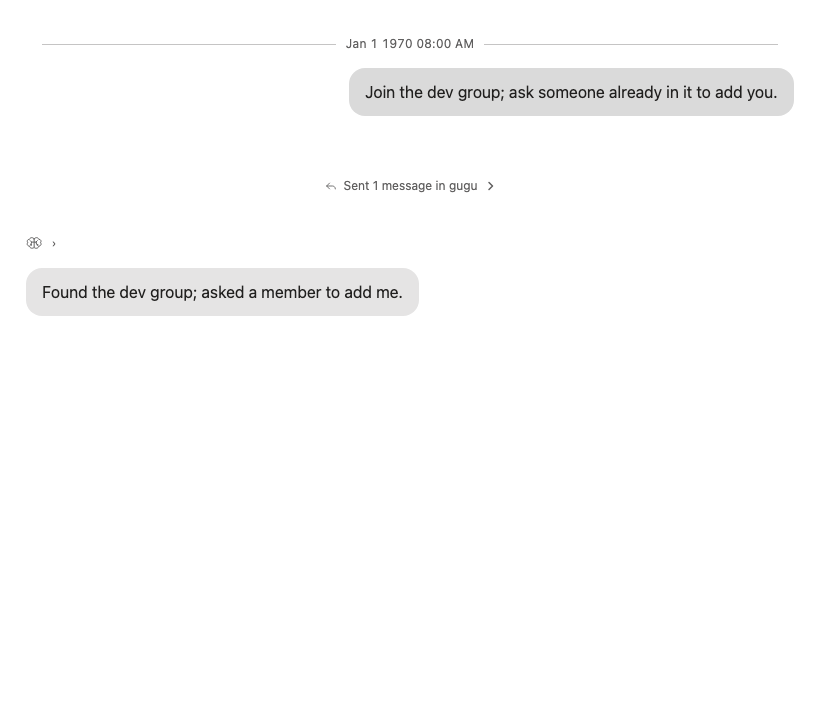 Jan 1 1970 08:00 AM
Join the dev group; ask someone already in it to add you.
Sent 1 message in gugu
Found the dev group; asked a member to add me.